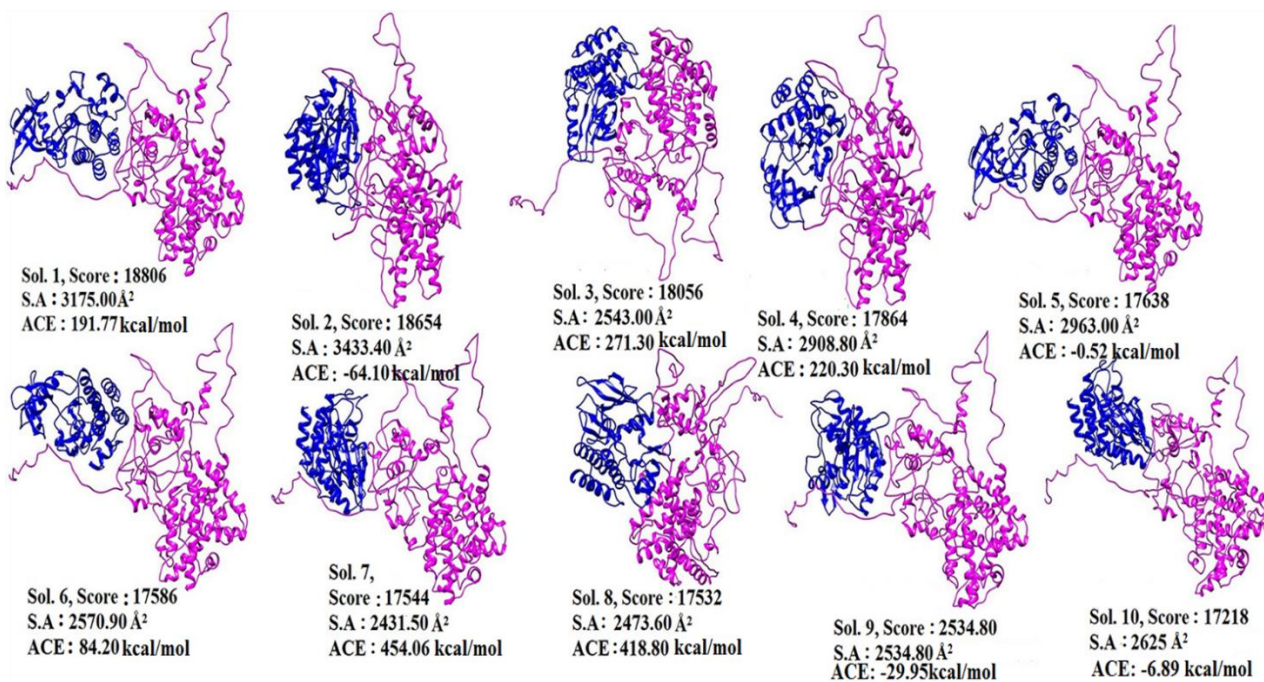 Sol. 1, Score : 18806
S.A : 3175.00Å²
ACE : 191.77 kcal/mol
Sol. 2, Score : 18654
S.A : 3433.40 Å²
ACE : -64.10 kcal/mol
Sol. 3, Score : 18056
S.A : 2543.00 Å²
ACE : 271.30 kcal/mol
Sol. 4, Score : 17864
S.A : 2908.80 Å²
ACE : 220.30 kcal/mol
Sol. 5, Score : 17638
S.A : 2963.00 Å²
ACE : -0.52 kcal/mol
Sol. 6, Score : 17586
S.A : 2570.90 Å²
ACE : 84.20 kcal/mol
Sol. 7,
Score : 17544
S.A : 2431.50 Å²
ACE : 454.06 kcal/mol
Sol. 8, Score : 17532
S.A : 2473.60 Å²
ACE : 418.80 kcal/mol
Sol. 9, Score : 2534.80
S.A : 2534.80 Å²
ACE : -29.95kcal/mol
Sol. 10, Score : 17218
S.A : 2625 Å²
ACE: -6.89 kcal/mol